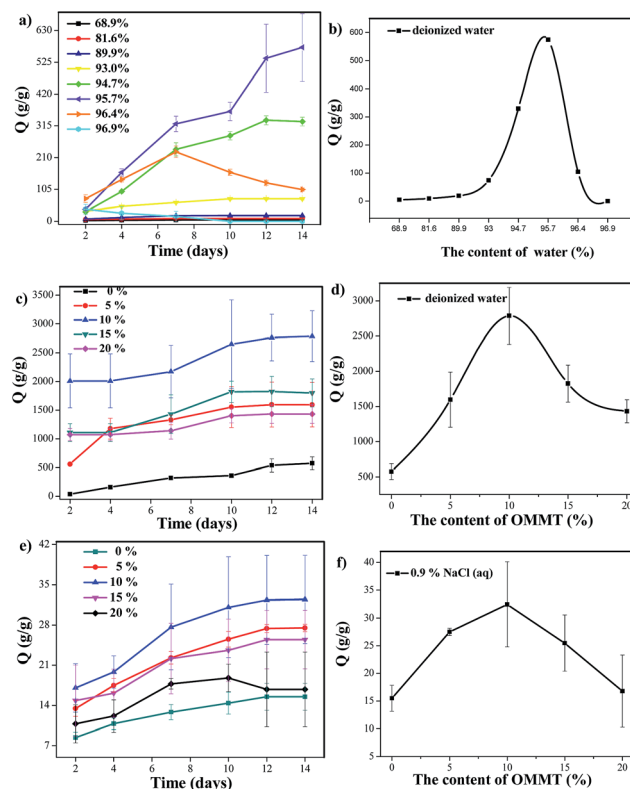 a)
68.9%
81.6%
89.9%
93.0%
94.7%
95.7%
96.4%
96.9%
630
525
420
315
210
105
0
Q (g/g)
2 4 6 8 10 12 14
Time (days)
b)
deionized water
600
500
400
300
200
100
0
Q (g/g)
68.9 81.6 89.9 93 94.7 95.7 96.4 96.9
The content of water (%)
c)
0 %
5 %
10 %
15 %
20 %
3500
3000
2500
2000
1500
1000
500
0
Q (g/g)
2 4 6 8 10 12 14
Time (days)
d)
deionized water
3000
2500
2000
1500
1000
500
Q (g/g)
0 5 10 15 20
The content of OMMT (%)
e)
0 %
5 %
10 %
15 %
20 %
42
35
28
21
14
7
Q (g/g)
2 4 6 8 10 12 14
Time (days)
f)
0.9 % NaCl (aq)
40
35
30
25
20
15
10
5
Q (g/g)
0 5 10 15 20
The content of OMMT (%)